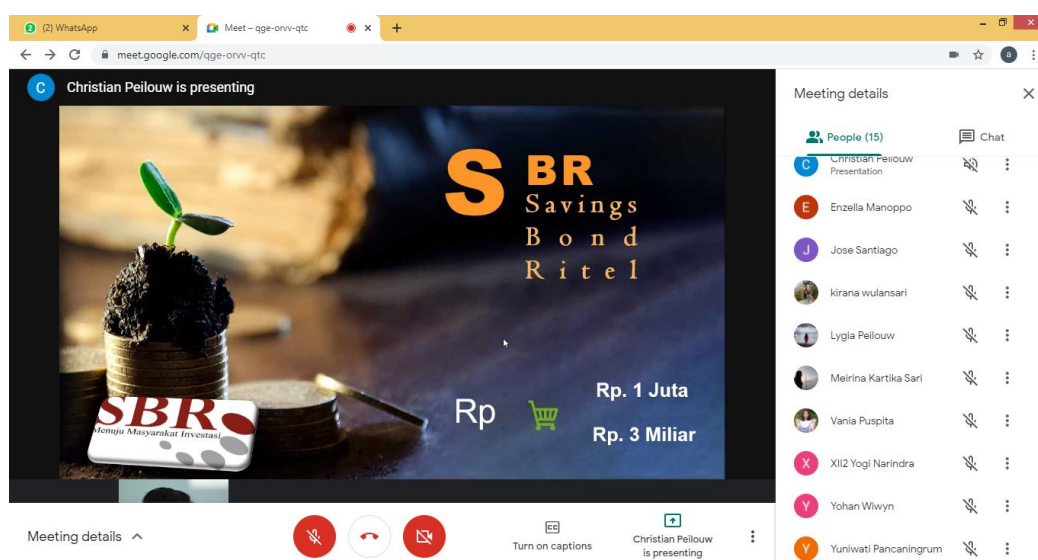 (2) WhatsApp
Meet – qge-orvv-qtc
meet.google.com/qge-orvv-qtc
a
C
Christian Peilouw is presenting
SBR
Savings
Bond
Ritel
Rp
Rp. 1 Juta
Rp. 3 Miliar
SBR
Menuju Masyarakat Investasi
Meeting details
People (15)
Chat
C
Christian Peilouw
Presentation
E
Enzella Manoppo
J
Jose Santiago
kirana wulansari
Lygia Peilouw
Meirina Kartika Sari
Vania Puspita
X
XII2 Yogi Narindra
Y
Yohan Wiwyn
Y
Yuniwati Pancaningrum
Meeting details
CC
Turn on captions
Christian Peilouw
is presenting